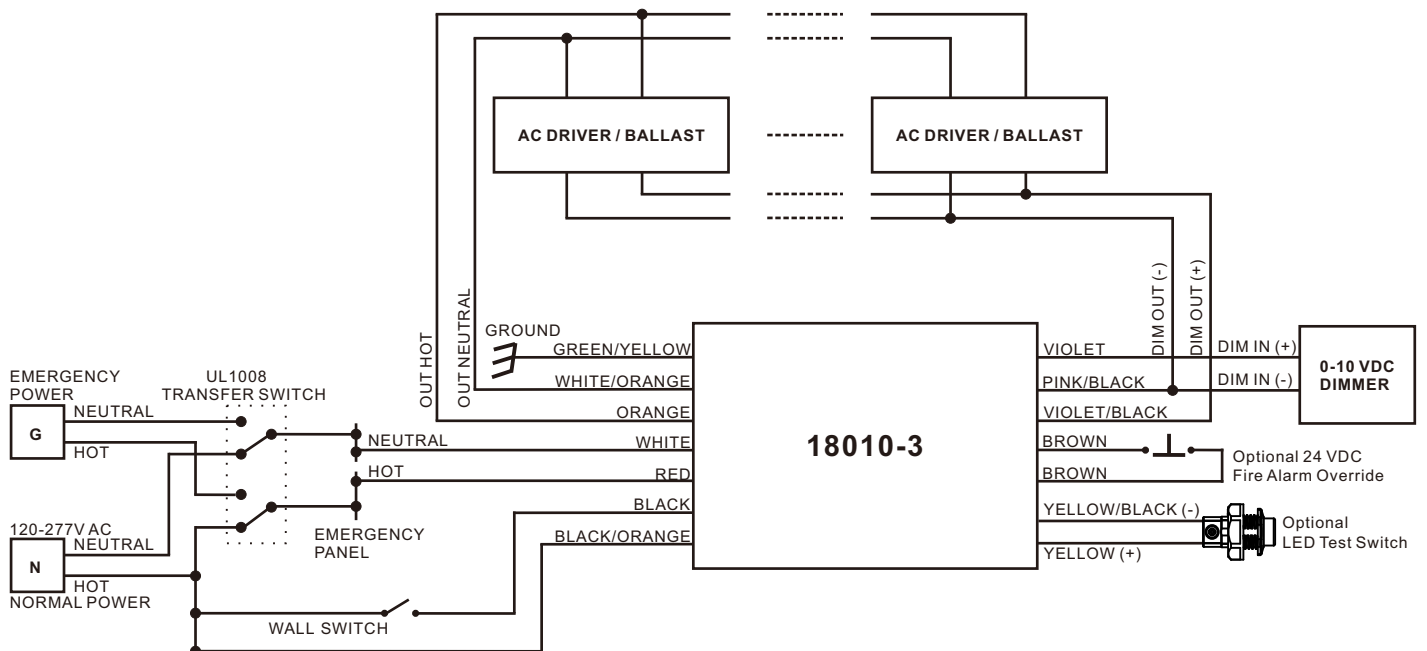 AC DRIVER / BALLAST
AC DRIVER / BALLAST
OUT HOT
OUT NEUTRAL
DIM OUT (-)
DIM OUT (+)
GROUND
GREEN/YELLOW
WHITE/ORANGE
ORANGE
WHITE
RED
BLACK
BLACK/ORANGE
18010-3
VIOLET
PINK/BLACK
VIOLET/BLACK
BROWN
BROWN
YELLOW/BLACK (-)
YELLOW (+)
DIM IN (+)
DIM IN (-)
0-10 VDC
DIMMER
Optional 24 VDC
Fire Alarm Override
Optional
LED Test Switch
EMERGENCY
POWER
G
NEUTRAL
HOT
UL1008
TRANSFER SWITCH
NEUTRAL
HOT
EMERGENCY
PANEL
120-277V AC
NEUTRAL
N
HOT
NORMAL POWER
WALL SWITCH